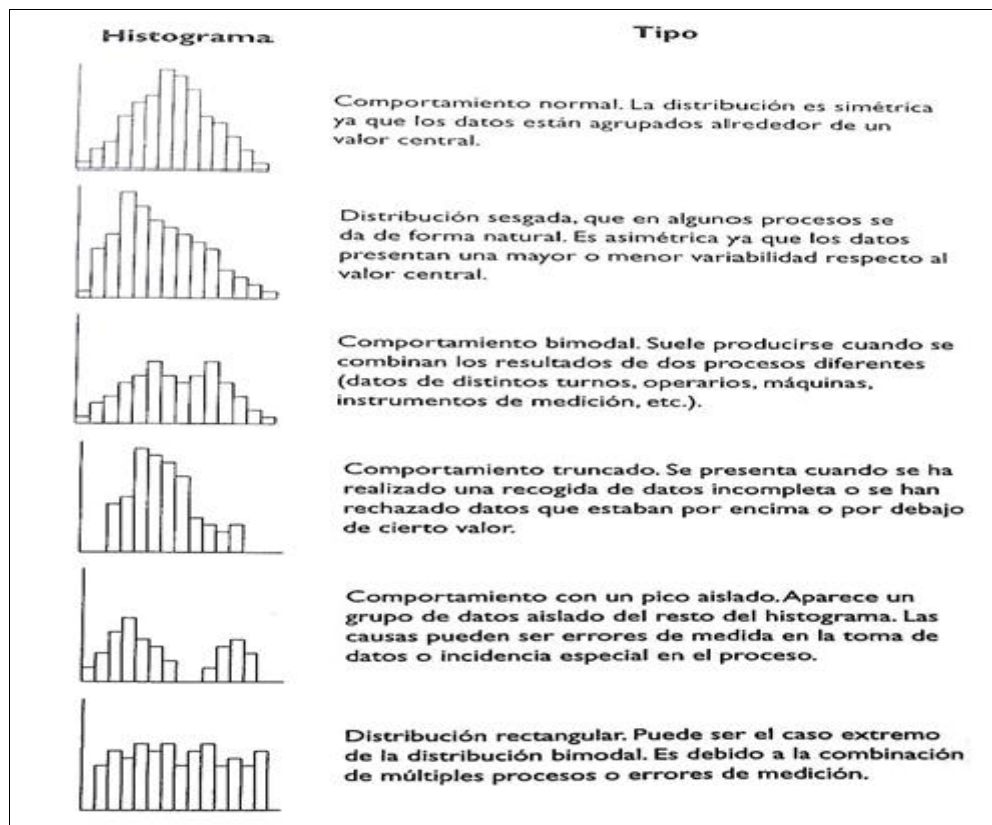 Histograma
Tipo
Comportamiento normal. La distribución es simétrica
ya que los datos están agrupados alrededor de un
valor central.
Distribución sesgada, que en algunos procesos se
da de forma natural. Es asimétrica ya que los datos
presentan una mayor o menor variabilidad respecto al
valor central.
Comportamiento bimodal. Suele producirse cuando se
combinan los resultados de dos procesos diferentes
(datos de distintos turnos, operarios, máquinas,
instrumentos de medición, etc.).
Comportamiento truncado. Se presenta cuando se ha
realizado una recogida de datos incompleta o se han
rechazado datos que estaban por encima o por debajo
de cierto valor.
Comportamiento con un pico aislado. Aparece un
grupo de datos aislado del resto del histograma. Las
causas pueden ser errores de medida en la toma de
datos o incidencia especial en el proceso.
Distribución rectangular. Puede ser el caso extremo
de la distribución bimodal. Es debido a la combinación
de múltiples procesos o errores de medición.